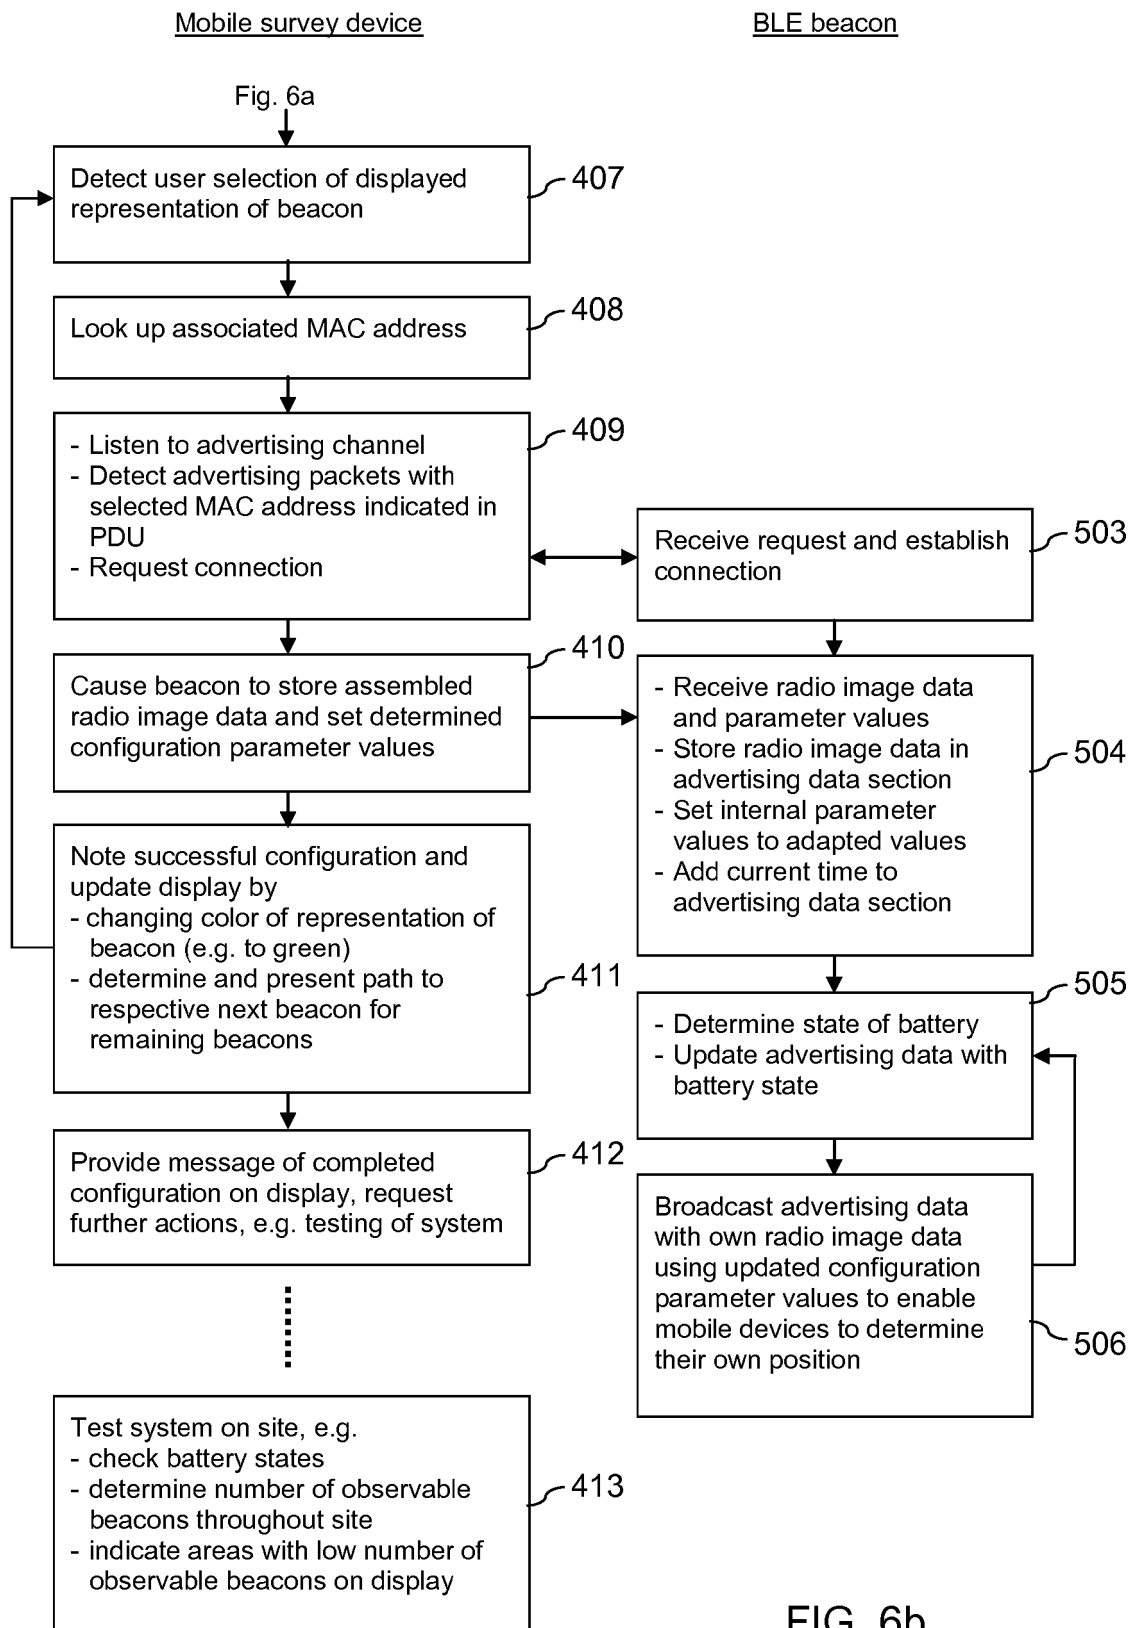 Mobile survey device
BLE beacon
Fig. 6a
Detect user selection of displayed
representation of beacon
407
Look up associated MAC address
408
- Listen to advertising channel
- Detect advertising packets with
selected MAC address indicated in
PDU
- Request connection
409
Receive request and establish
connection
503
Cause beacon to store assembled
radio image data and set determined
configuration parameter values
410
- Receive radio image data
and parameter values
- Store radio image data in
advertising data section
- Set internal parameter
values to adapted values
- Add current time to
advertising data section
504
Note successful configuration and
update display by
- changing color of representation of
beacon (e.g. to green)
- determine and present path to
respective next beacon for
remaining beacons
411
- Determine state of battery
- Update advertising data with
battery state
505
Provide message of completed
configuration on display, request
further actions, e.g. testing of system
412
Broadcast advertising data
with own radio image data
using updated configuration
parameter values to enable
mobile devices to determine
their own position
506
Test system on site, e.g.
- check battery states
- determine number of observable
beacons throughout site
- indicate areas with low number of
observable beacons on display
413
FIG. 6b